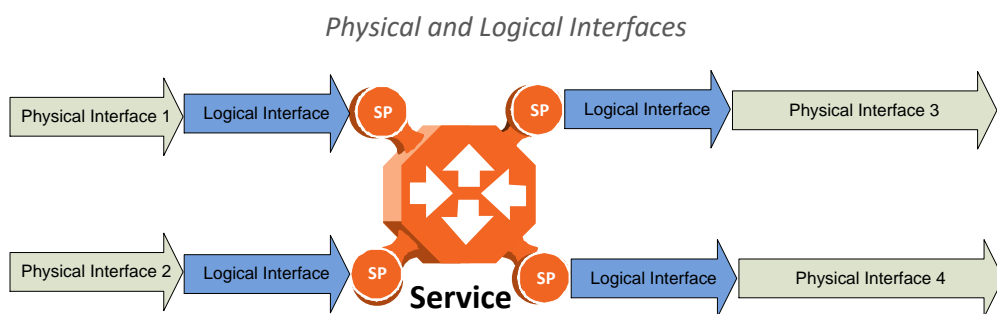 Physical and Logical Interfaces
Physical Interface 1
Logical Interface
SP
SP
Logical Interface
Physical Interface 3
Physical Interface 2
Logical Interface
SP
SP
Logical Interface
Physical Interface 4
Service